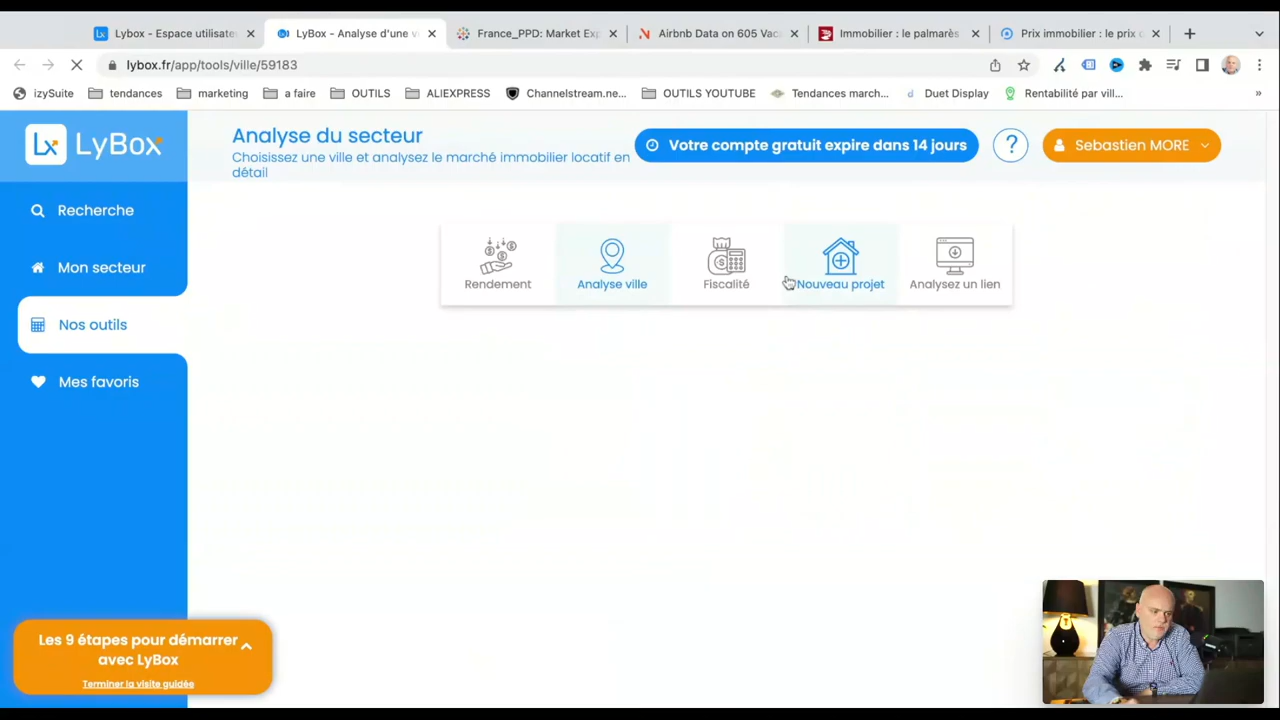 Lybox - Espace utilisate
LyBox - Analyse d'une v
France_PPD: Market Exp
Airbnb Data on 605 Vaca
Immobilier : le palmarès
Prix immobilier : le prix d
lybox.fr/app/tools/ville/59183
izySuite
tendances
marketing
a faire
OUTILS
ALIEXPRESS
Channelstream.ne...
OUTILS YOUTUBE
Tendances march...
Duet Display
Rentabilité par vill...
»
Lx LyBox
Analyse du secteur
Choisissez une ville et analysez le marché immobilier locatif en
détail
Votre compte gratuit expire dans 14 jours
?
Sebastien MORE
Recherche
Mon secteur
Nos outils
Mes favoris
Rendement
Analyse ville
Fiscalité
Nouveau projet
Analysez un lien
Les 9 étapes pour démarrer
avec LyBox
Terminer la visite guidée